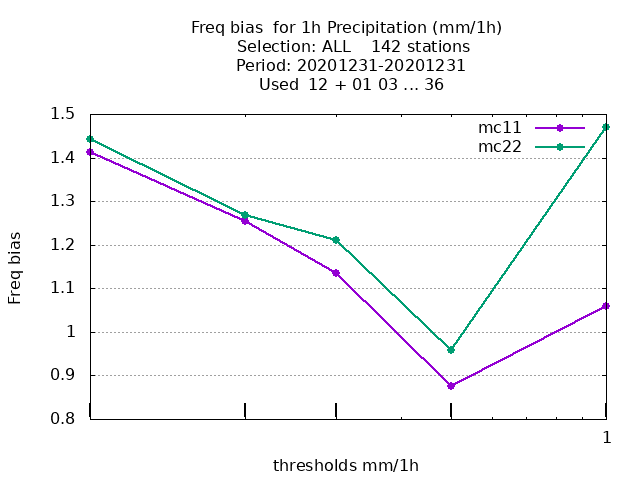 Freq bias  for 1h Precipitation (mm/1h)
Selection: ALL    142 stations
Period: 20201231-20201231
Used  12 + 01 03 ... 36
mc11
mc22
1.5
1.4
1.3
1.2
1.1
1
0.9
0.8
Freq bias
1
thresholds mm/1h